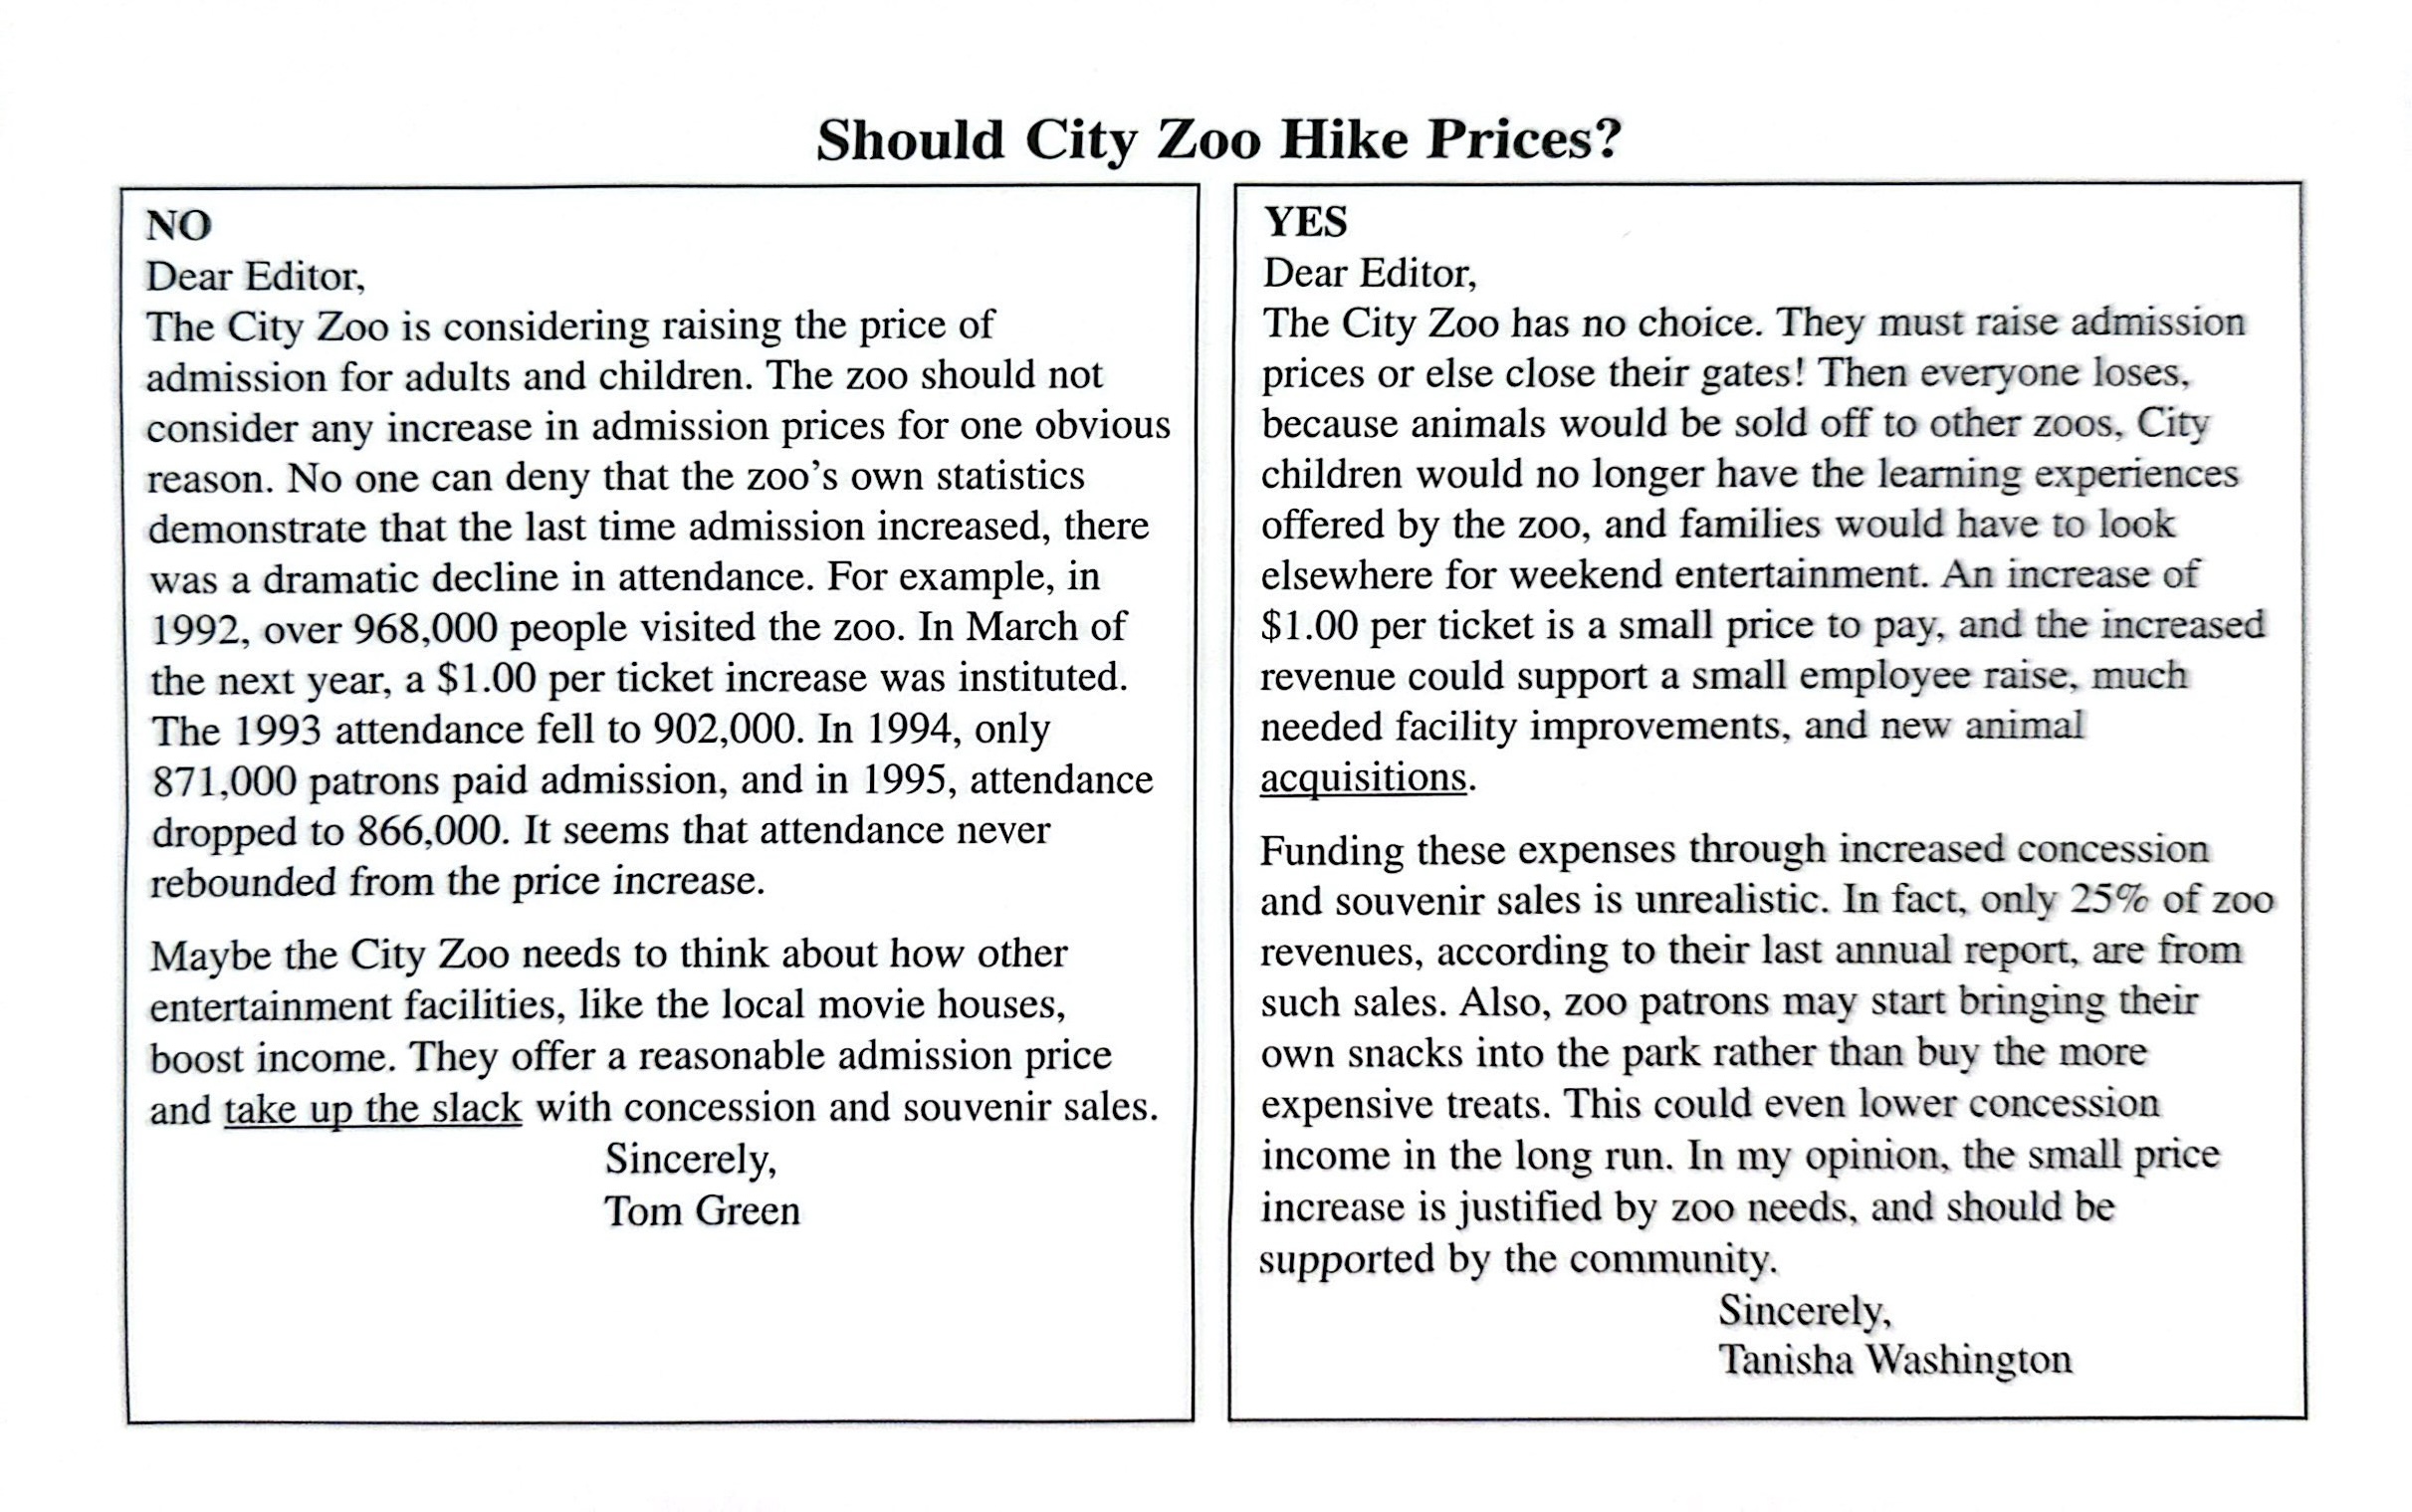 Should City Zoo Hike Prices?
NO
Dear Editor,
The City Zoo is considering raising the price of
admission for adults and children. The zoo should not
consider any increase in admission prices for one obvious
reason. No one can deny that the zoo's own statistics
demonstrate that the last time admission increased, there
was a dramatic decline in attendance. For example, in
1992, over 968,000 people visited the zoo. In March of
the next year, a $1.00 per ticket increase was instituted.
The 1993 attendance fell to 902,000. In 1994, only
871,000 patrons paid admission, and in 1995, attendance
dropped to 866,000. It seems that attendance never
rebounded from the price increase.
Maybe the City Zoo needs to think about how other
entertainment facilities, like the local movie houses,
boost income. They offer a reasonable admission price
and take up the slack with concession and souvenir sales.
Sincerely,
Tom Green
YES
Dear Editor,
The City Zoo has no choice. They must raise admission
prices or else close their gates! Then everyone loses,
because animals would be sold off to other zoos, City
children would no longer have the learning experiences
offered by the zoo, and families would have to look
elsewhere for weekend entertainment. An increase of
$1.00 per ticket is a small price to pay, and the increased
revenue could support a small employee raise, much
needed facility improvements, and new animal
acquisitions.
Funding these expenses through increased concession
and souvenir sales is unrealistic. In fact, only 25% of zoo
revenues, according to their last annual report, are from
such sales. Also, zoo patrons may start bringing their
own snacks into the park rather than buy the more
expensive treats. This could even lower concession
income in the long run. In my opinion, the small price
increase is justified by zoo needs, and should be
supported by the community.
Sincerely,
Tanisha Washington